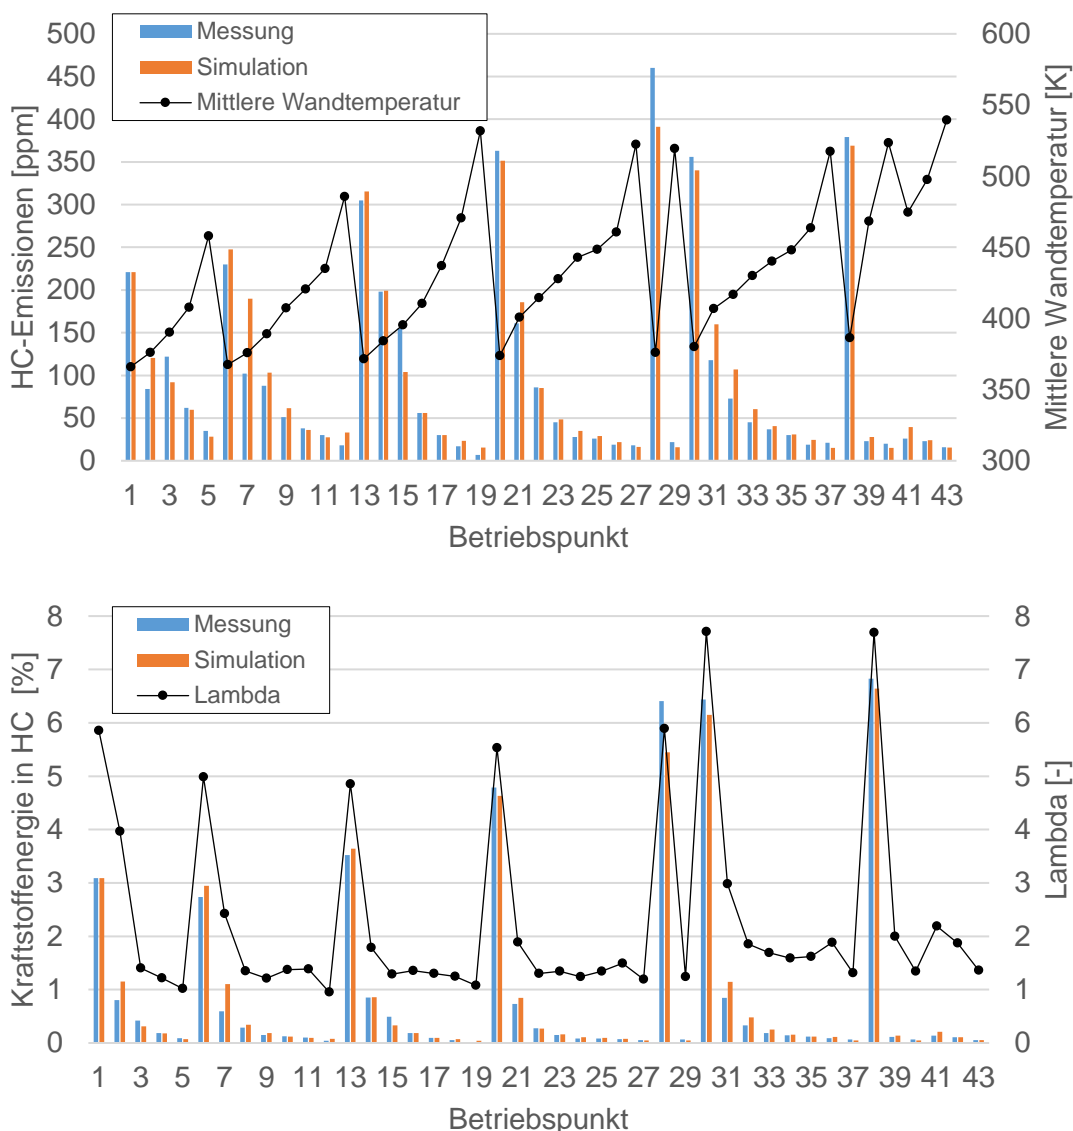 Messung
Simulation
Mittlere Wandtemperatur
HC-Emissionen [ppm]
500
450
400
350
300
250
200
150
100
50
0
Mittlere Wandtemperatur [K]
600
550
500
450
400
350
300
1 3 5 7 9 11 13 15 17 19 21 23 25 27 29 31 33 35 37 39 41 43
Betriebspunkt
Messung
Simulation
Lambda
Kraftstoffenergie in HC [%]
8
7
6
5
4
3
2
1
0
Lambda [-]
8
7
6
5
4
3
2
1
0
1 3 5 7 9 11 13 15 17 19 21 23 25 27 29 31 33 35 37 39 41 43
Betriebspunkt